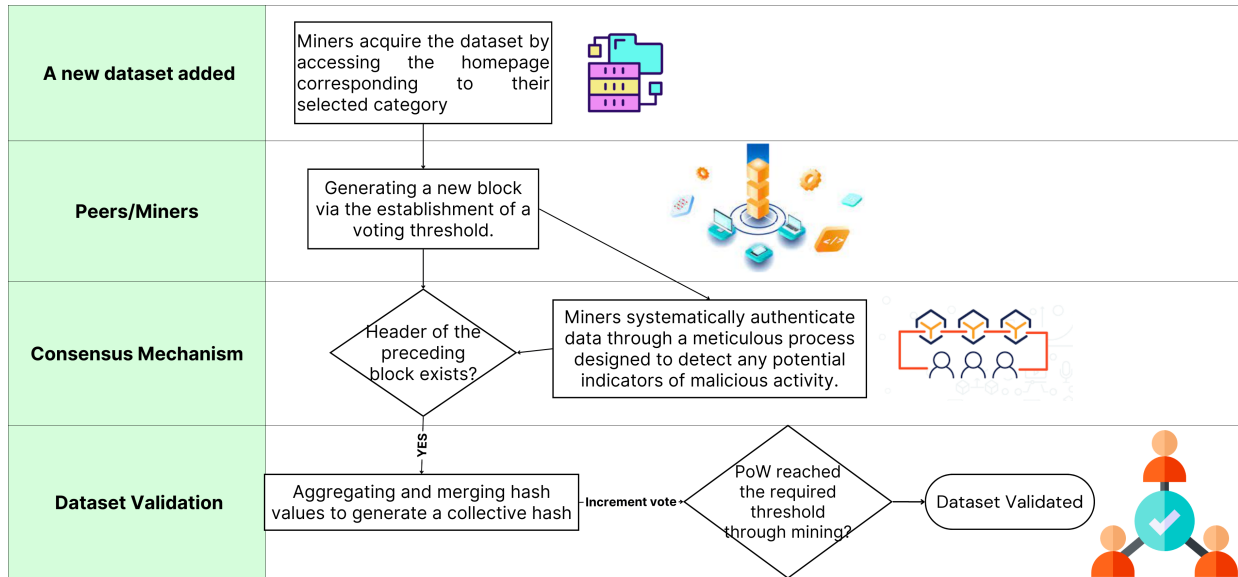 A new dataset added
Miners acquire the dataset by
accessing the homepage
corresponding to their
selected category
Peers/Miners
Generating a new block
via the establishment of a
voting threshold.
Consensus Mechanism
Header of the
preceding
block exists?
Miners systematically authenticate
data through a meticulous process
designed to detect any potential
indicators of malicious activity.
YES
Dataset Validation
Aggregating and merging hash
values to generate a collective hash
Increment vote
PoW reached
the required
threshold
through mining?
Dataset Validated